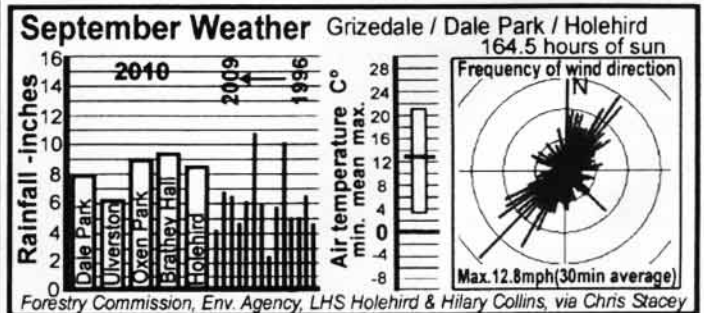 September Weather Grizedale / Dale Park / Holehird
164.5 hours of sun
Rainfall -inches
16
14
12
10
8
6
4
2
0
2010
2009
1996
Dale Park
Ulverston
Oxen Park
Brathey Hall
Holehird
Air temperature C°
min. mean max.
28
24
20
16
12
8
4
0
-4
-8
Frequency of wind direction
N
Max.12.8mph(30min average)
Forestry Commission, Env. Agency, LHS Holehird & Hilary Collins, via Chris Stacey